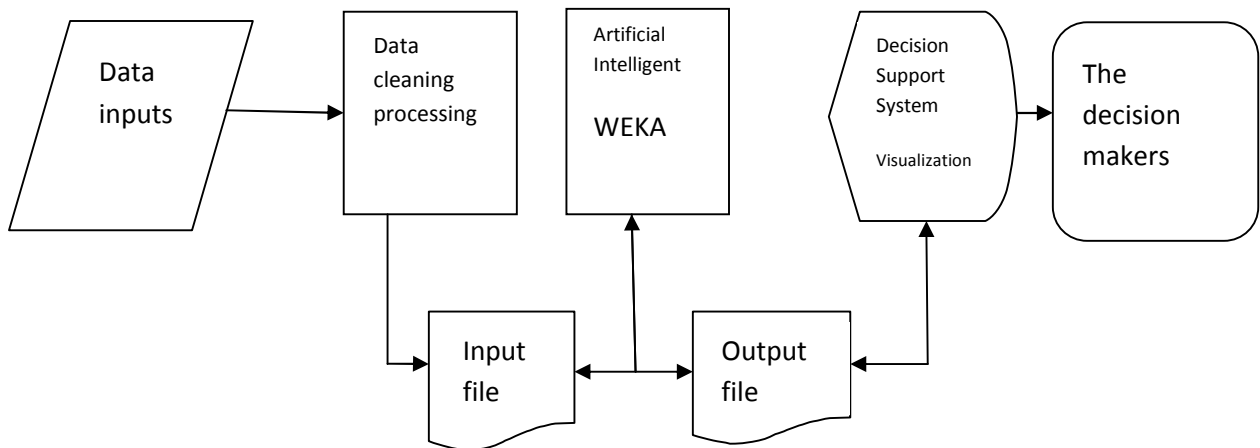 Data
inputs
Data
cleaning
processing
Artificial
Intelligent
WEKA
Decision
Support
System
Visualization
The
decision
makers
Input
file
Output
file